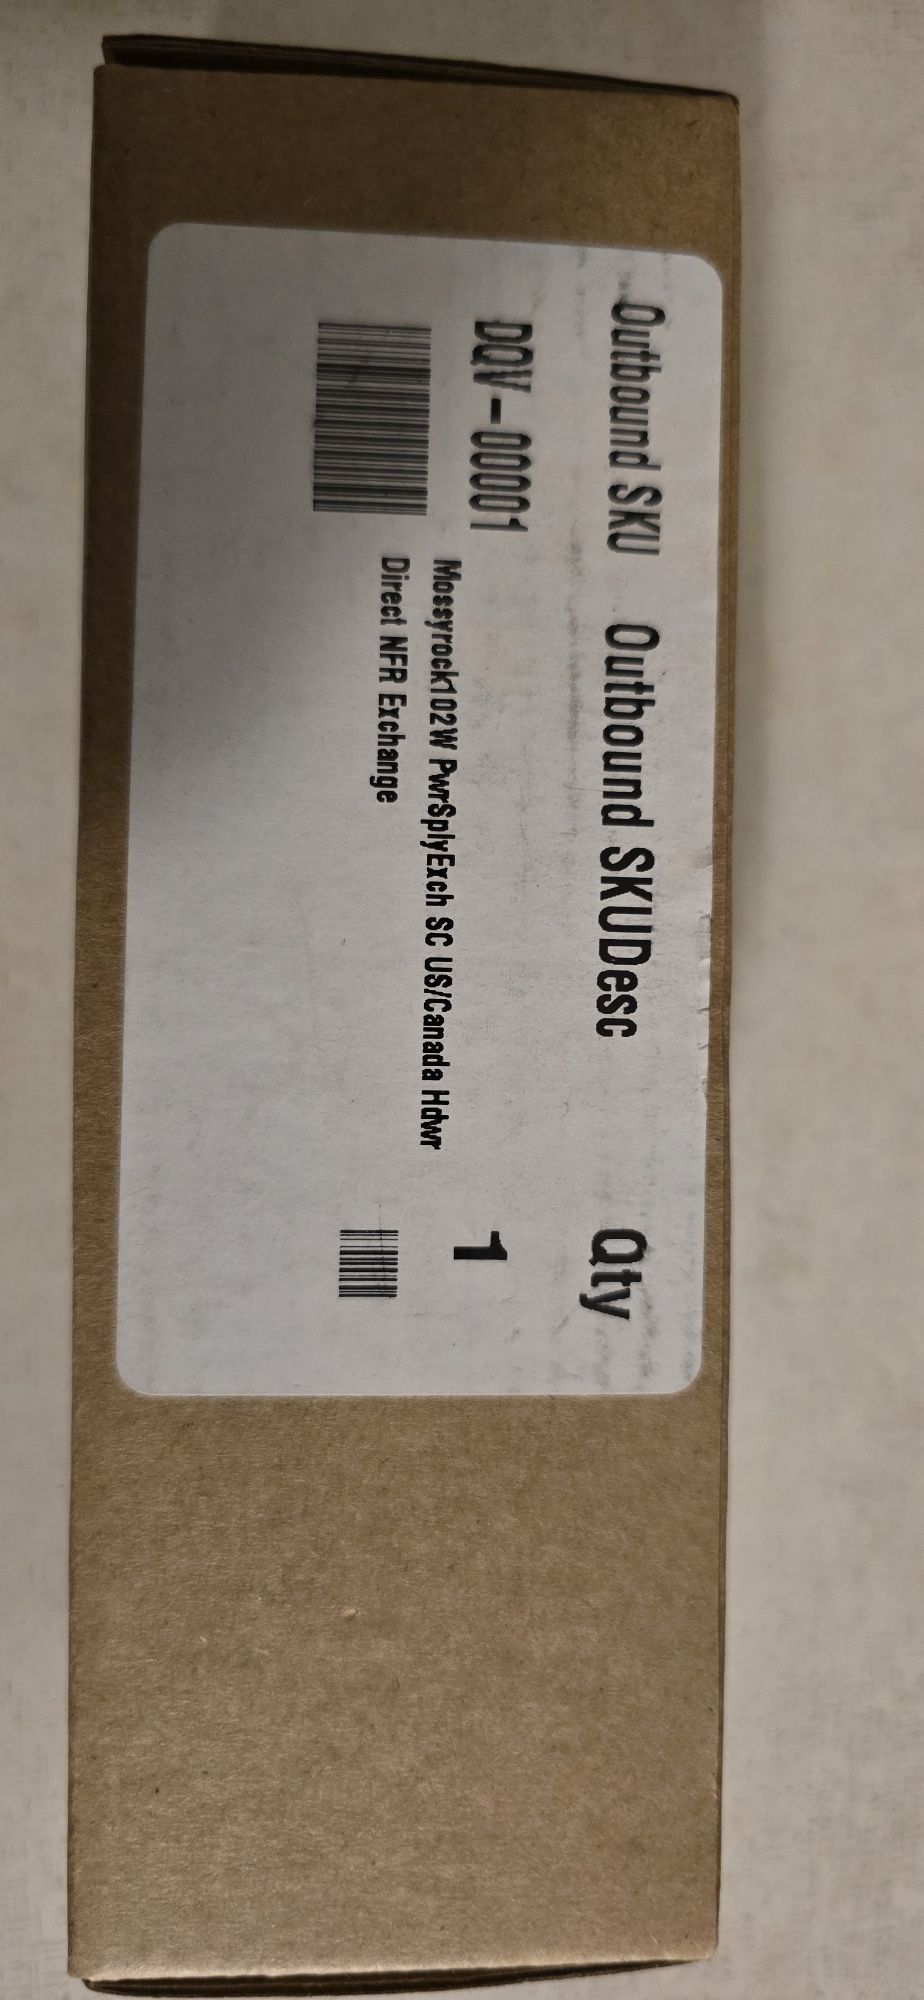 Outbound SKU Outbound SKUDesc Qty
DQV-00001 1
Mossyrock102W PwrSplyExch SC US/Canada Hdwr
Direct NFR Exchange